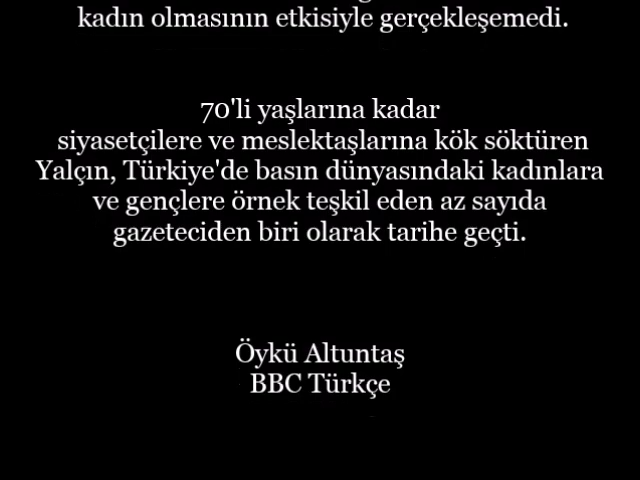 kadın olmasının etkisiyle gerçekleşemedi.
70'li yaşlarına kadar
siyasetçilere ve meslektaşlarına kök söktüren
Yalçın, Türkiye'de basın dünyasındaki kadınlara
ve gençlere örnek teşkil eden az sayıda
gazeteciden biri olarak tarihe geçti.
Öykü Altuntaş
BBC Türkçe